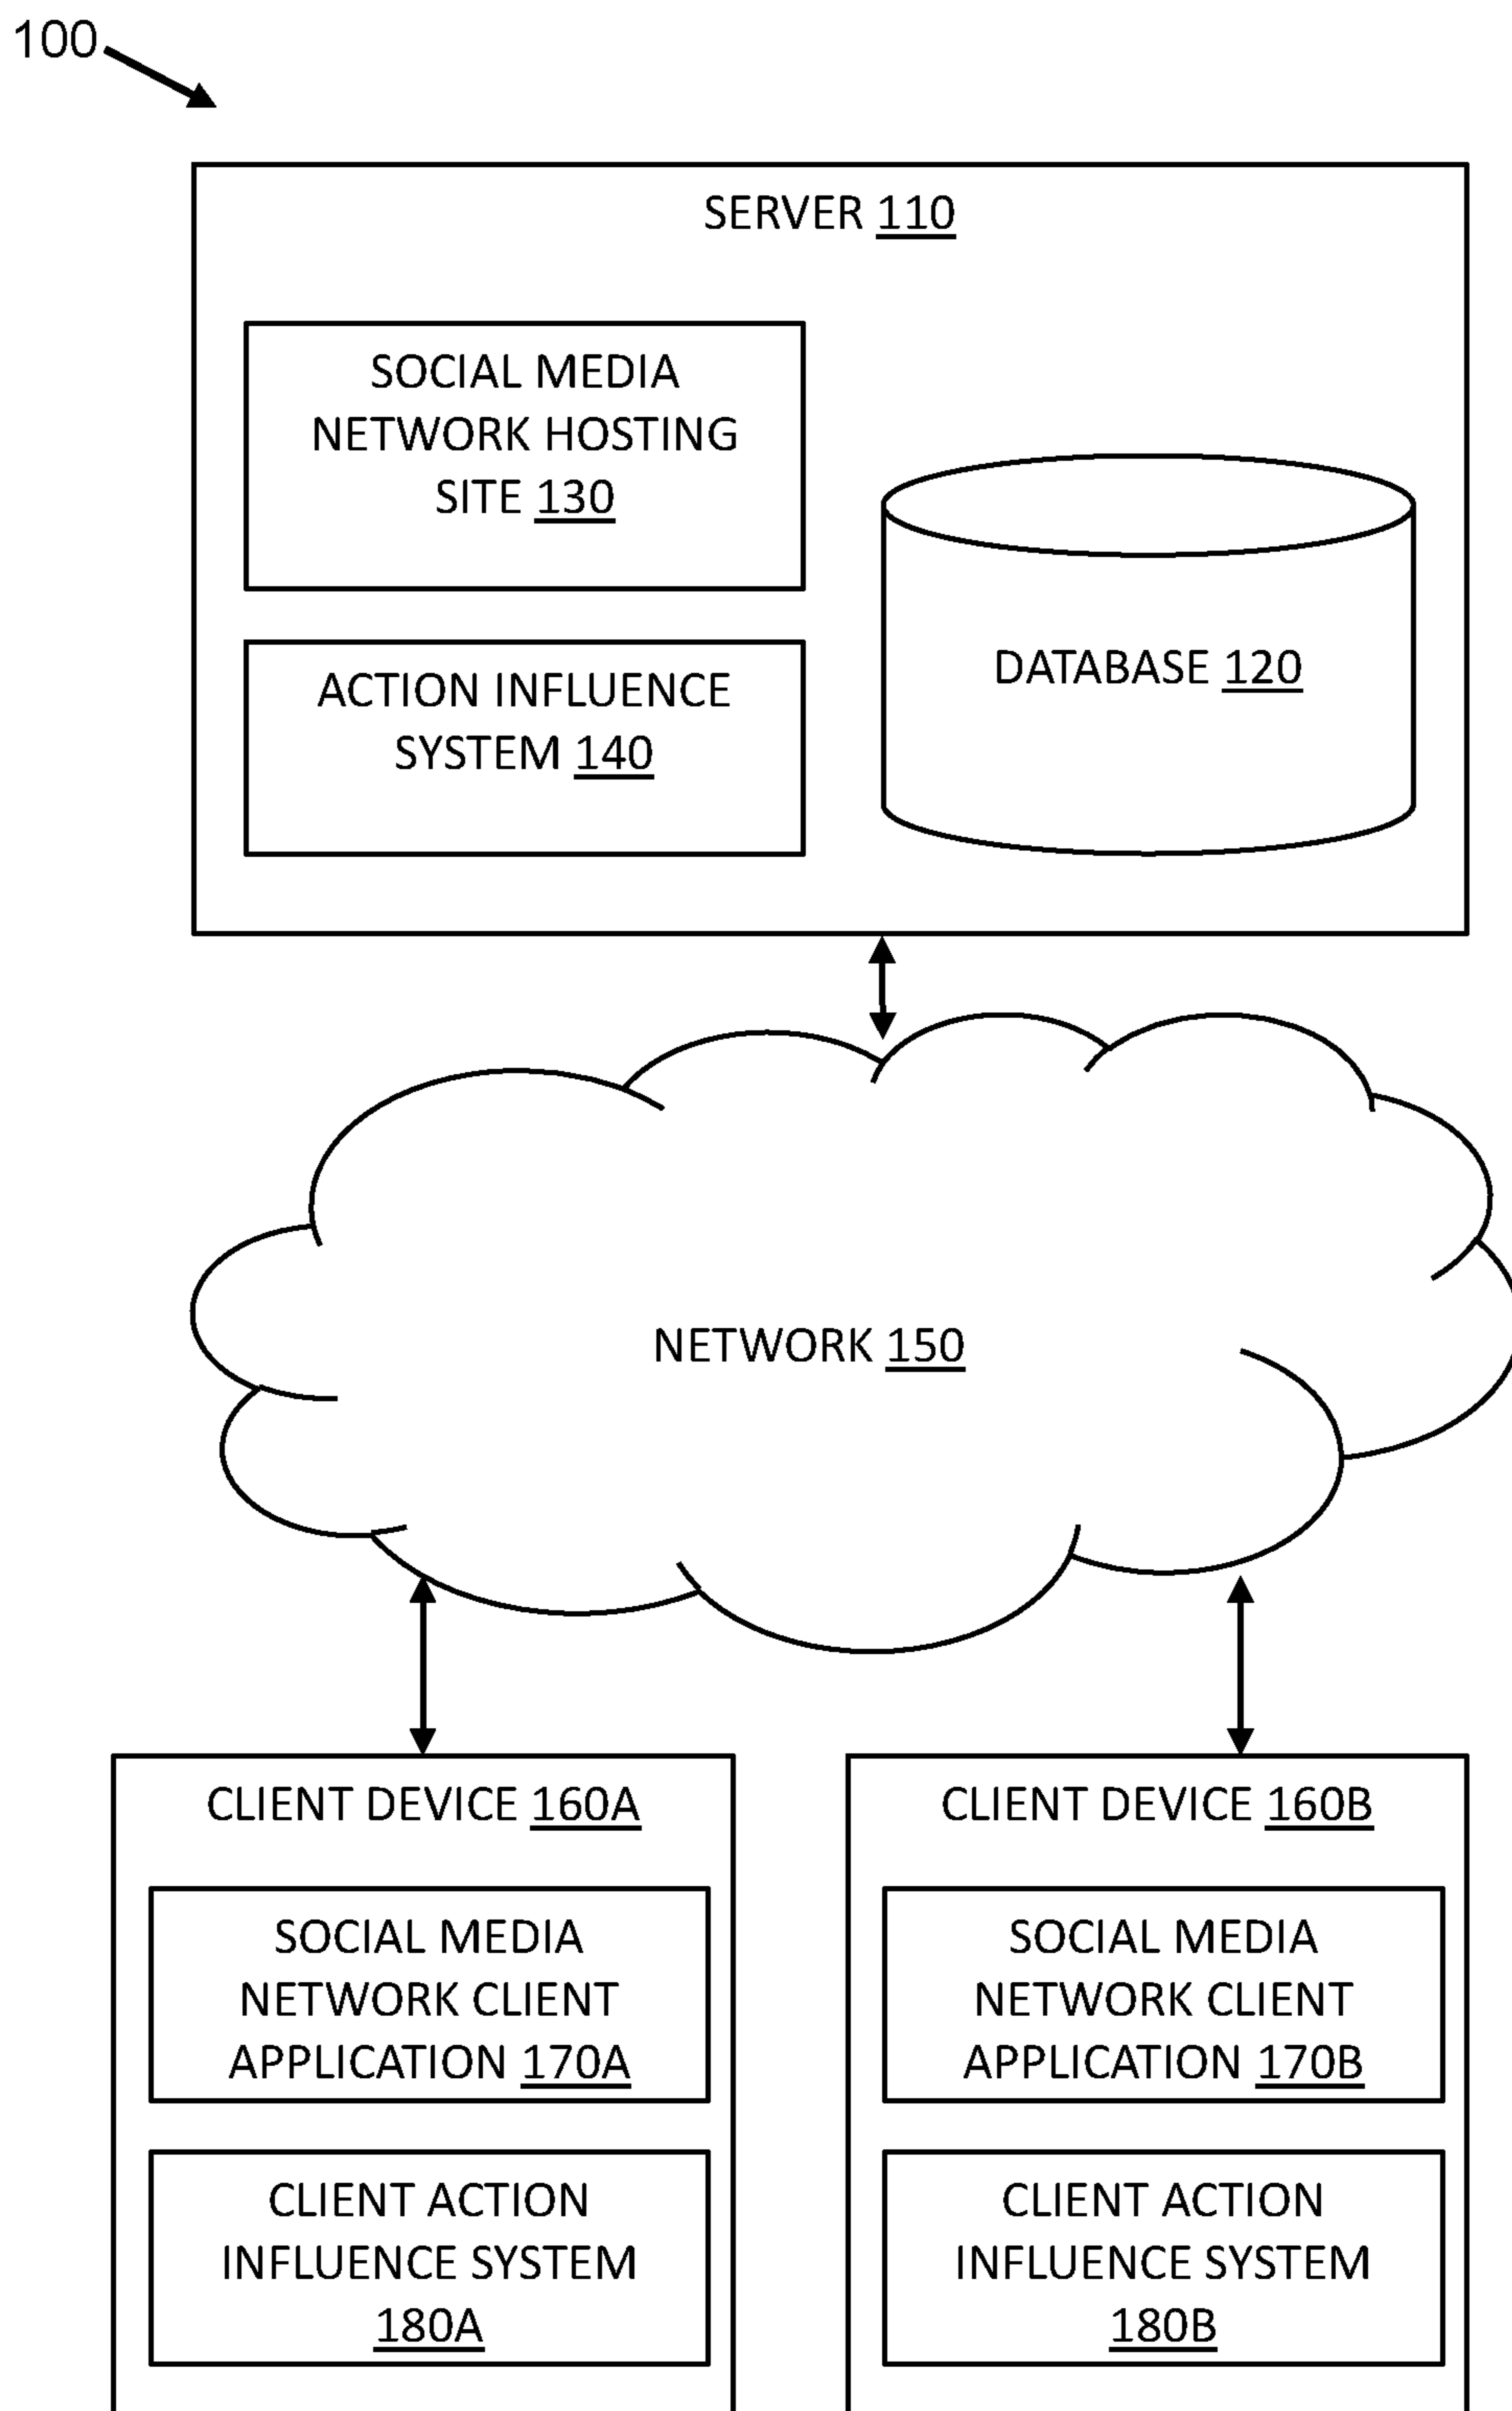 100
SERVER 110
SOCIAL MEDIA
NETWORK HOSTING
SITE 130
ACTION INFLUENCE
SYSTEM 140
DATABASE 120
NETWORK 150
CLIENT DEVICE 160A
SOCIAL MEDIA
NETWORK CLIENT
APPLICATION 170A
CLIENT ACTION
INFLUENCE SYSTEM
180A
CLIENT DEVICE 160B
SOCIAL MEDIA
NETWORK CLIENT
APPLICATION 170B
CLIENT ACTION
INFLUENCE SYSTEM
180B